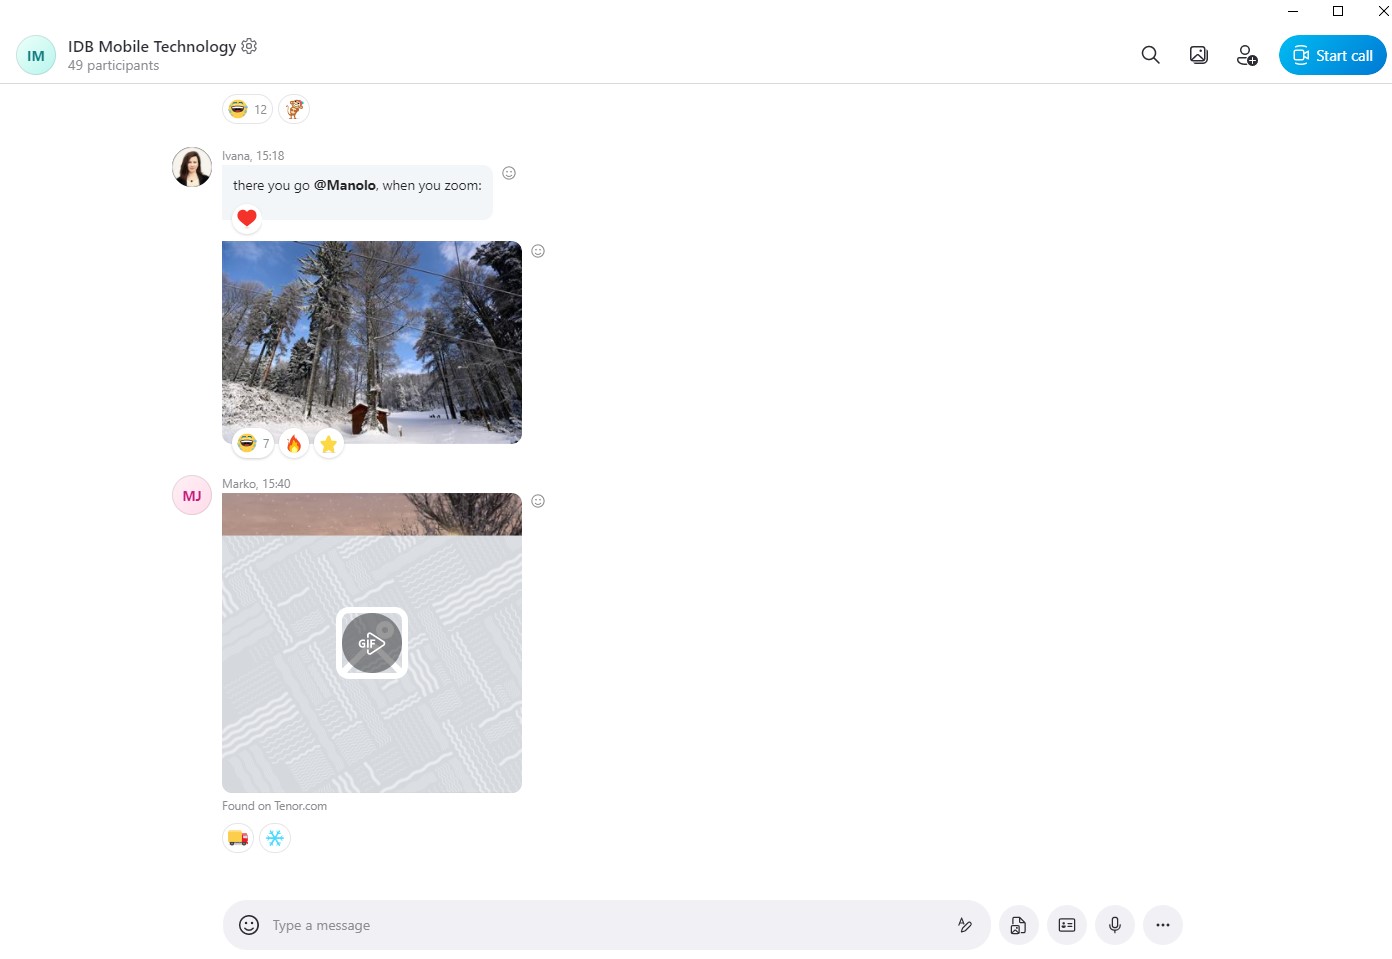 IM
IDB Mobile Technology
49 participants
Start call
12
Ivana, 15:18
there you go @Manolo, when you zoom:
7
MJ
Marko, 15:40
GIF
Found on Tenor.com
Type a message